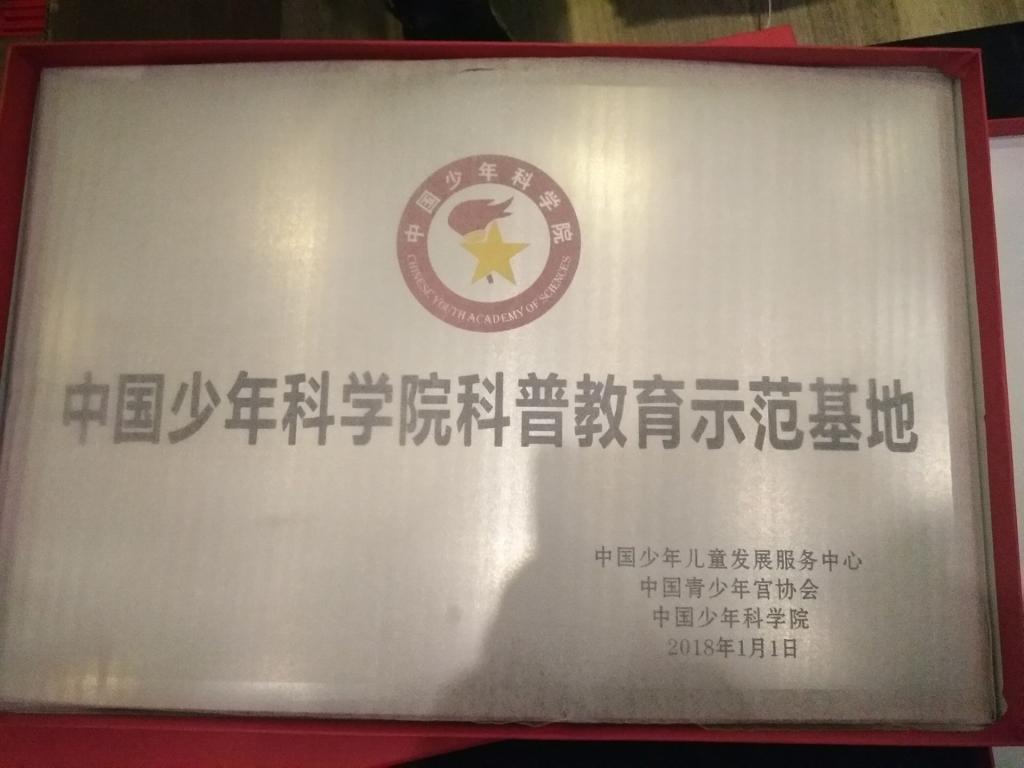 中国少年科学院
CHINESE YOUTH ACADEMY OF SCIENCES
中国少年科学院科普教育示范基地
中国少年儿童发展服务中心
中国青少年宫协会
中国少年科学院
2018年1月1日